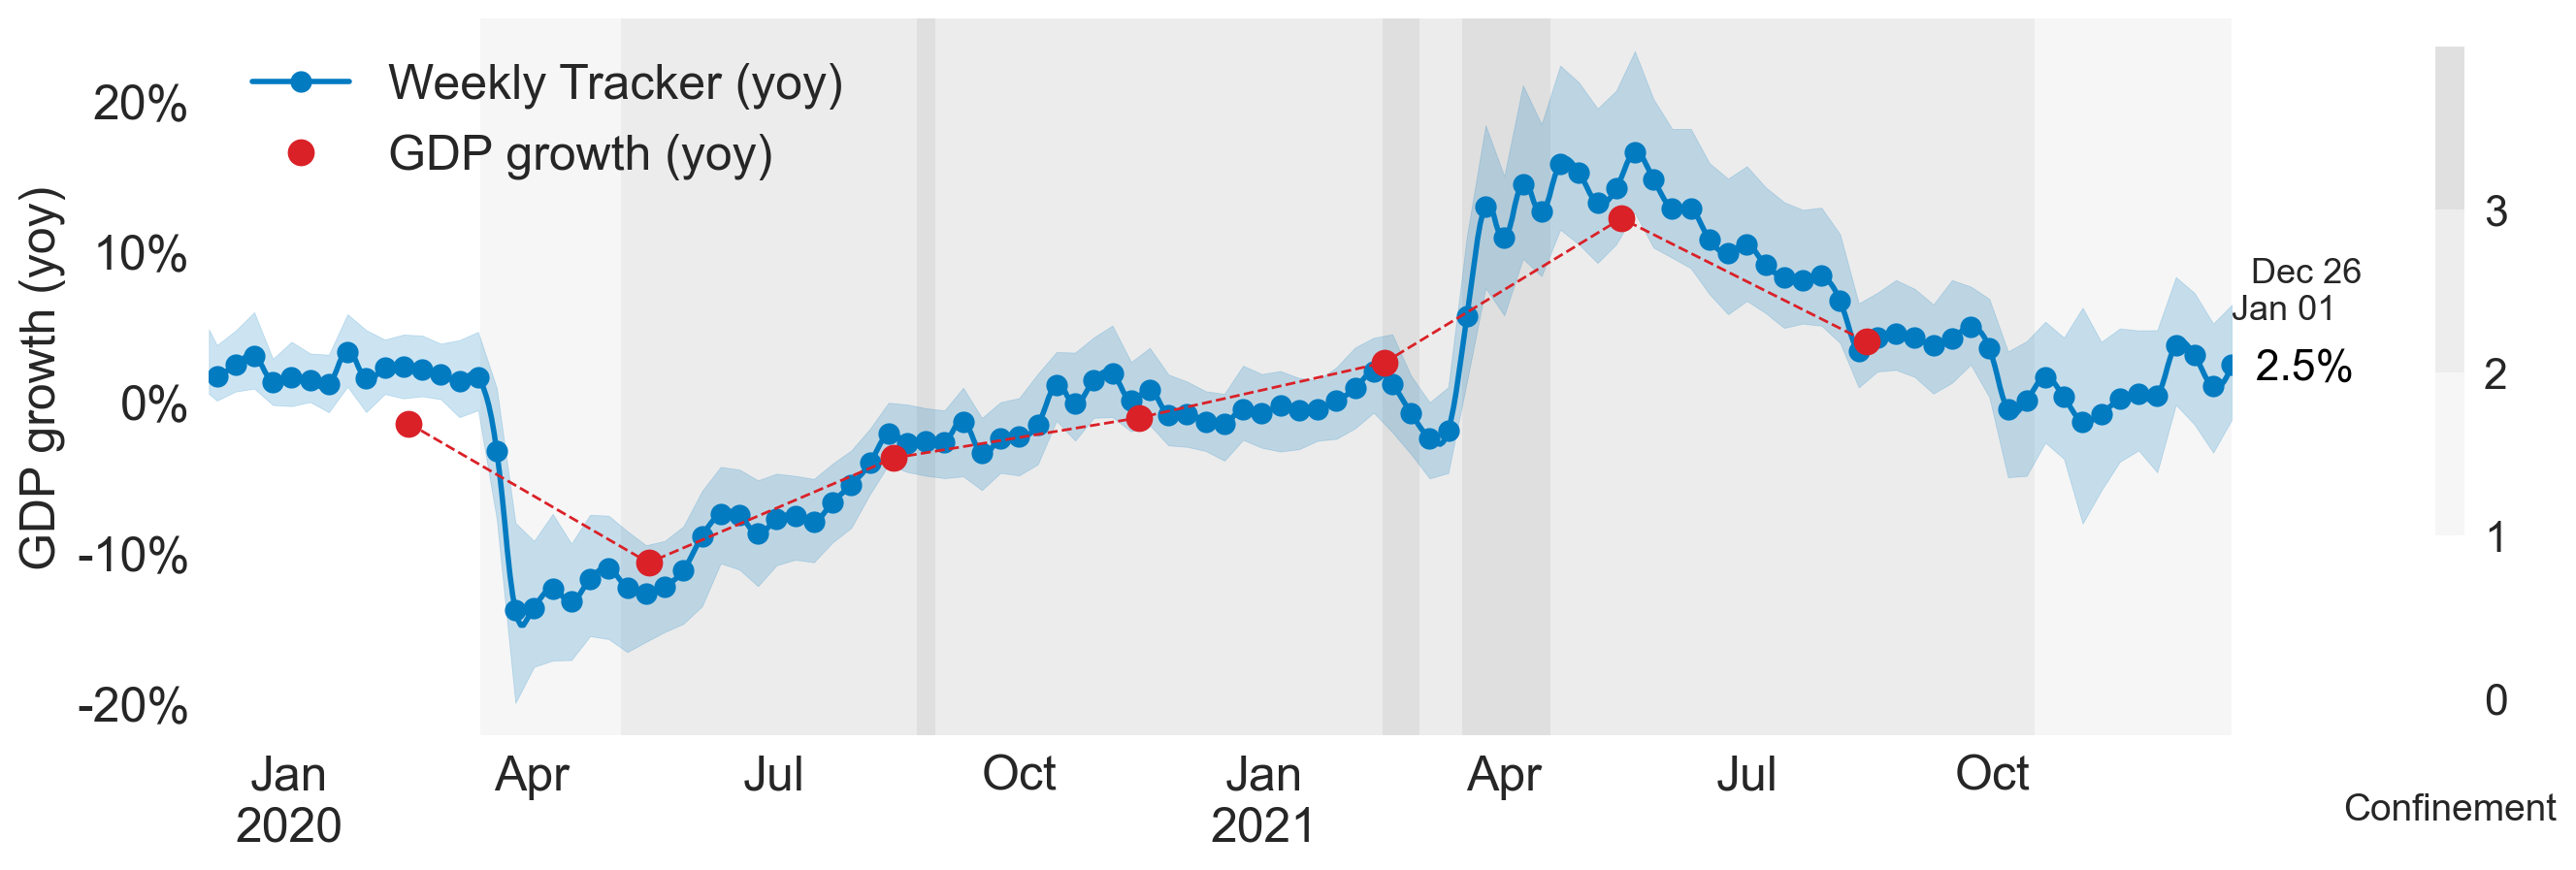 Weekly Tracker (yoy)
GDP growth (yoy)
GDP growth (yoy)
20%
10%
0%
-10%
-20%
Jan
2020
Apr
Jul
Oct
Jan
2021
Apr
Jul
Oct
Dec 26
Jan 01
2.5%
3
2
1
0
Confinement